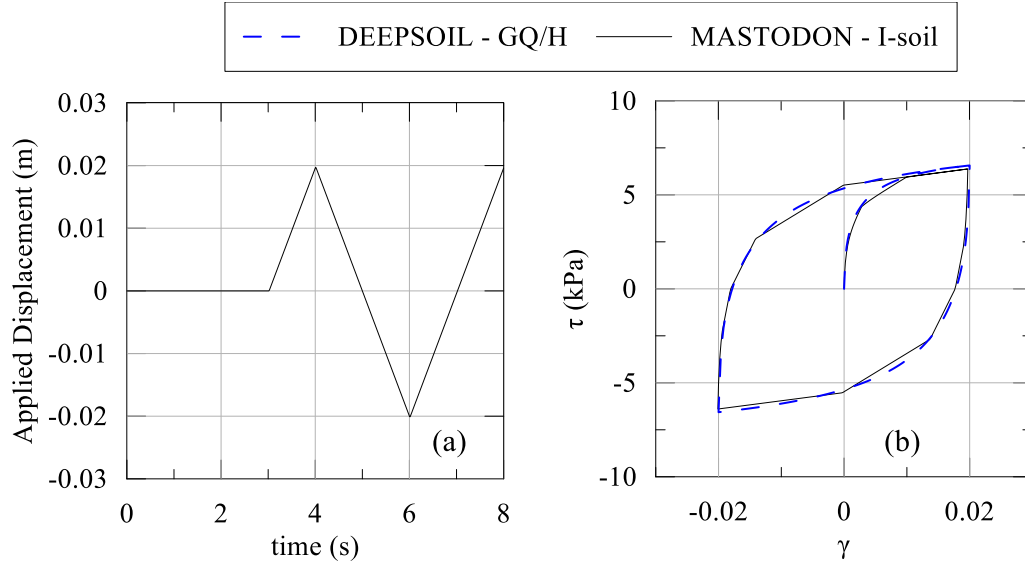 DEEPSOIL - GQ/H
MASTODON - I-soil
0.03
0.02
0.01
0
-0.01
-0.02
-0.03
Applied Displacement (m)
0
2
4
6
8
time (s)
(a)
10
5
0
-5
-10
τ (kPa)
-0.02
0
0.02
γ
(b)